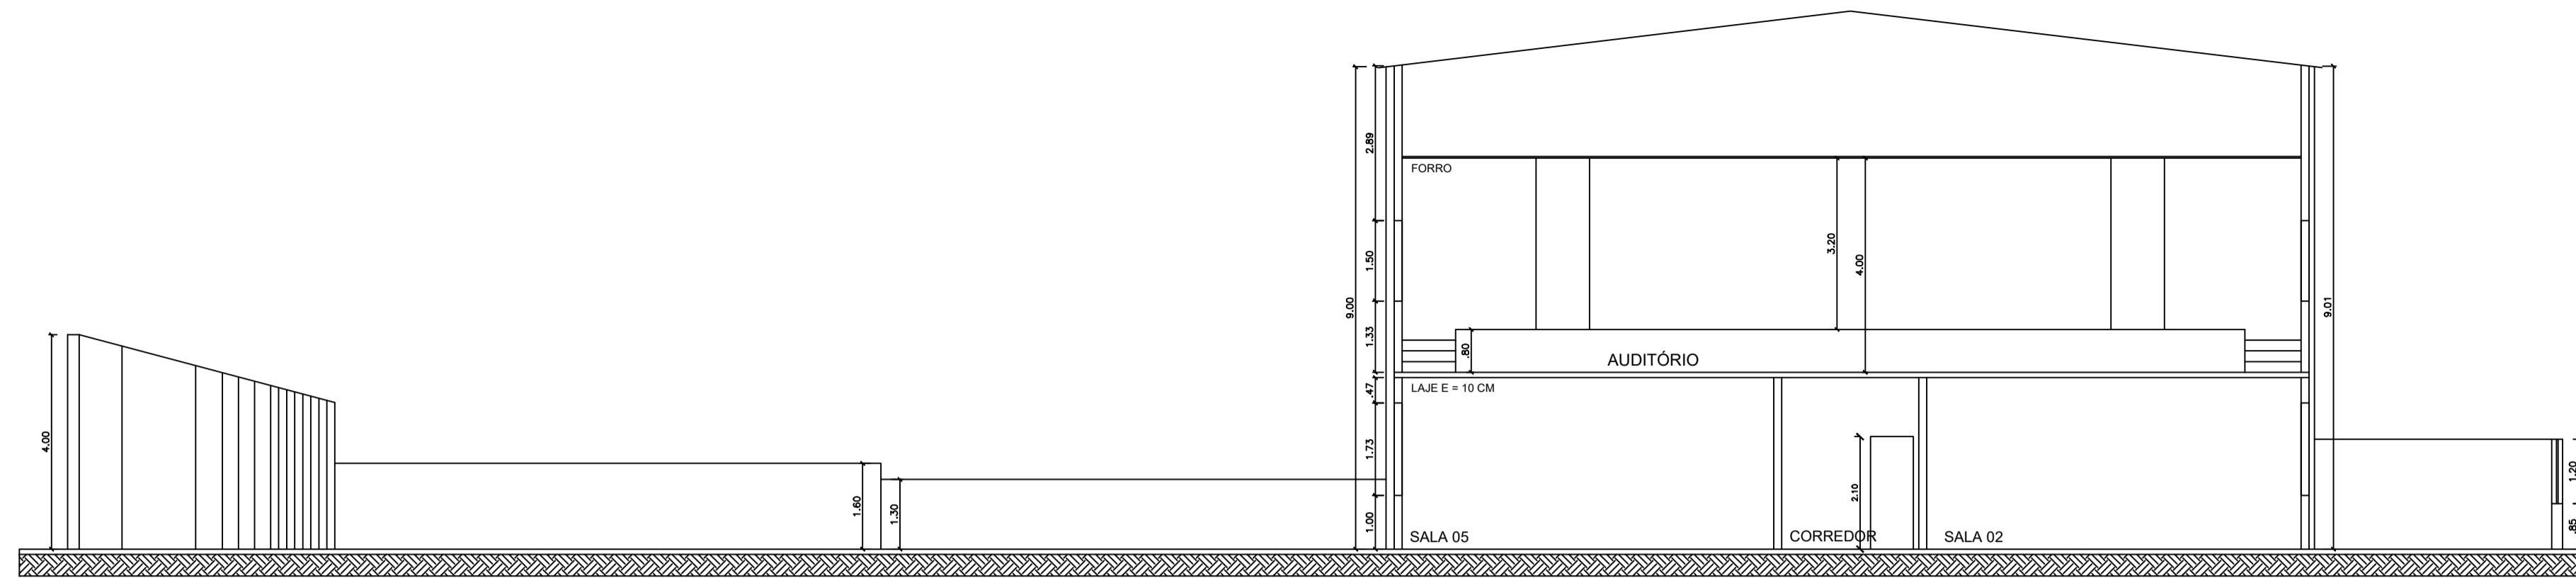 2.89
FORRO
3.20
1.50
4.00
9.00
9.01
1.33
.80
AUDITÓRIO
.47
LAJE E = 10 CM
4.00
1.73
1.20
2.10
1.60
1.30
1.00
.85
SALA 05
CORREDOR
SALA 02